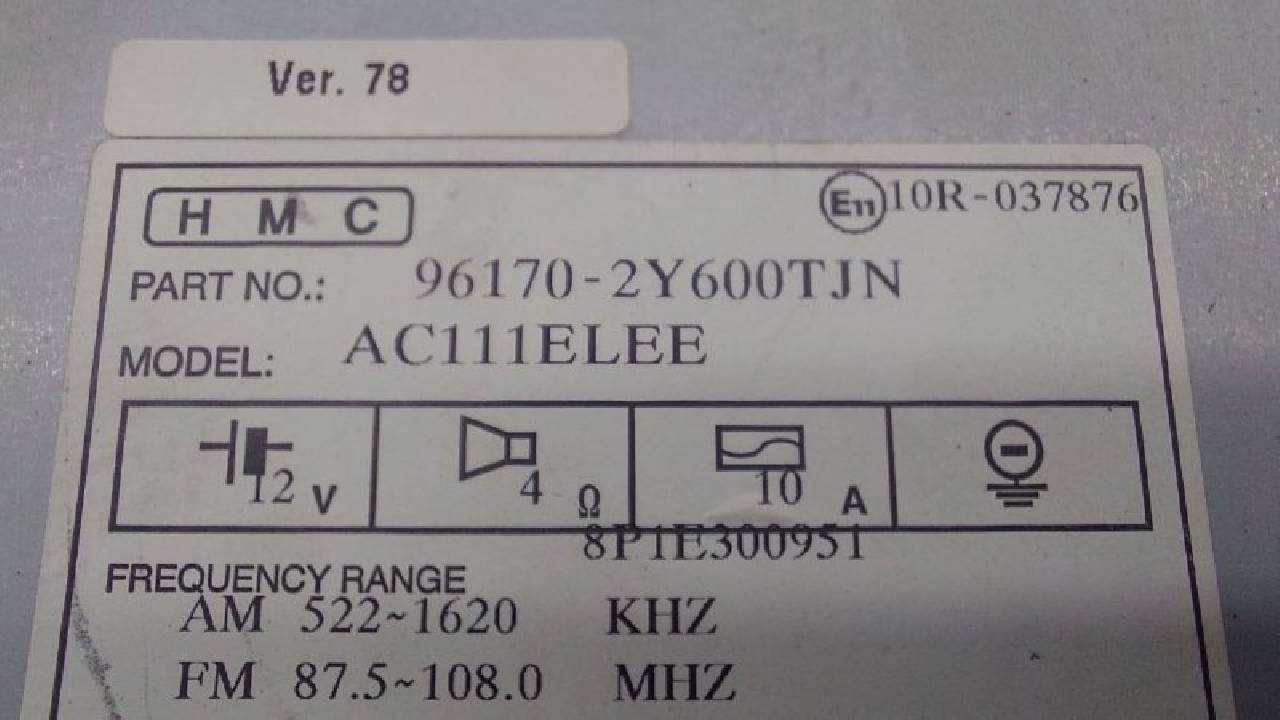 Ver. 78
H M C
E11 10R-037876
PART NO.: 96170-2Y600TJN
MODEL: AC111ELEE
12 V
4 Ω
10 A
8P1E300951
FREQUENCY RANGE
AM 522~1620 KHZ
FM 87.5~108.0 MHZ